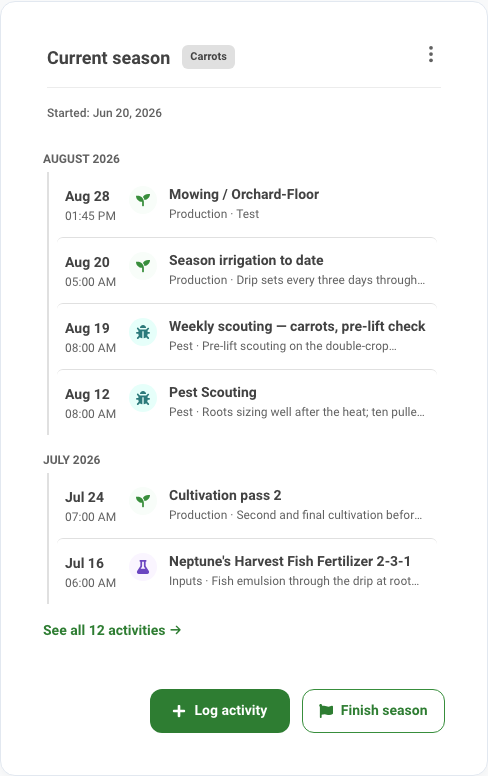 Current season
Carrots
Started: Jun 20, 2026
AUGUST 2026
Aug 28
01:45 PM
Mowing / Orchard-Floor
Production · Test
Aug 20
05:00 AM
Season irrigation to date
Production · Drip sets every three days through...
Aug 19
08:00 AM
Weekly scouting — carrots, pre-lift check
Pest · Pre-lift scouting on the double-crop...
Aug 12
08:00 AM
Pest Scouting
Pest · Roots sizing well after the heat; ten pulle...
JULY 2026
Jul 24
07:00 AM
Cultivation pass 2
Production · Second and final cultivation befor...
Jul 16
06:00 AM
Neptune's Harvest Fish Fertilizer 2-3-1
Inputs · Fish emulsion through the drip at root...
See all 12 activities →
Log activity
Finish season